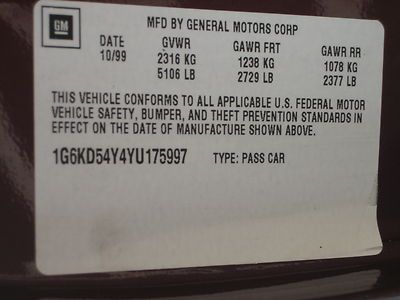 GM
MFD BY GENERAL MOTORS CORP
DATE GVWR GAWR FRT GAWR RR
10/99 2316 KG 1238 KG 1078 KG
5106 LB 2729 LB 2377 LB
THIS VEHICLE CONFORMS TO ALL APPLICABLE U.S. FEDERAL MOTOR
VEHICLE SAFETY, BUMPER, AND THEFT PREVENTION STANDARDS IN
EFFECT ON THE DATE OF MANUFACTURE SHOWN ABOVE.
1G6KD54Y4YU175997 TYPE: PASS CAR